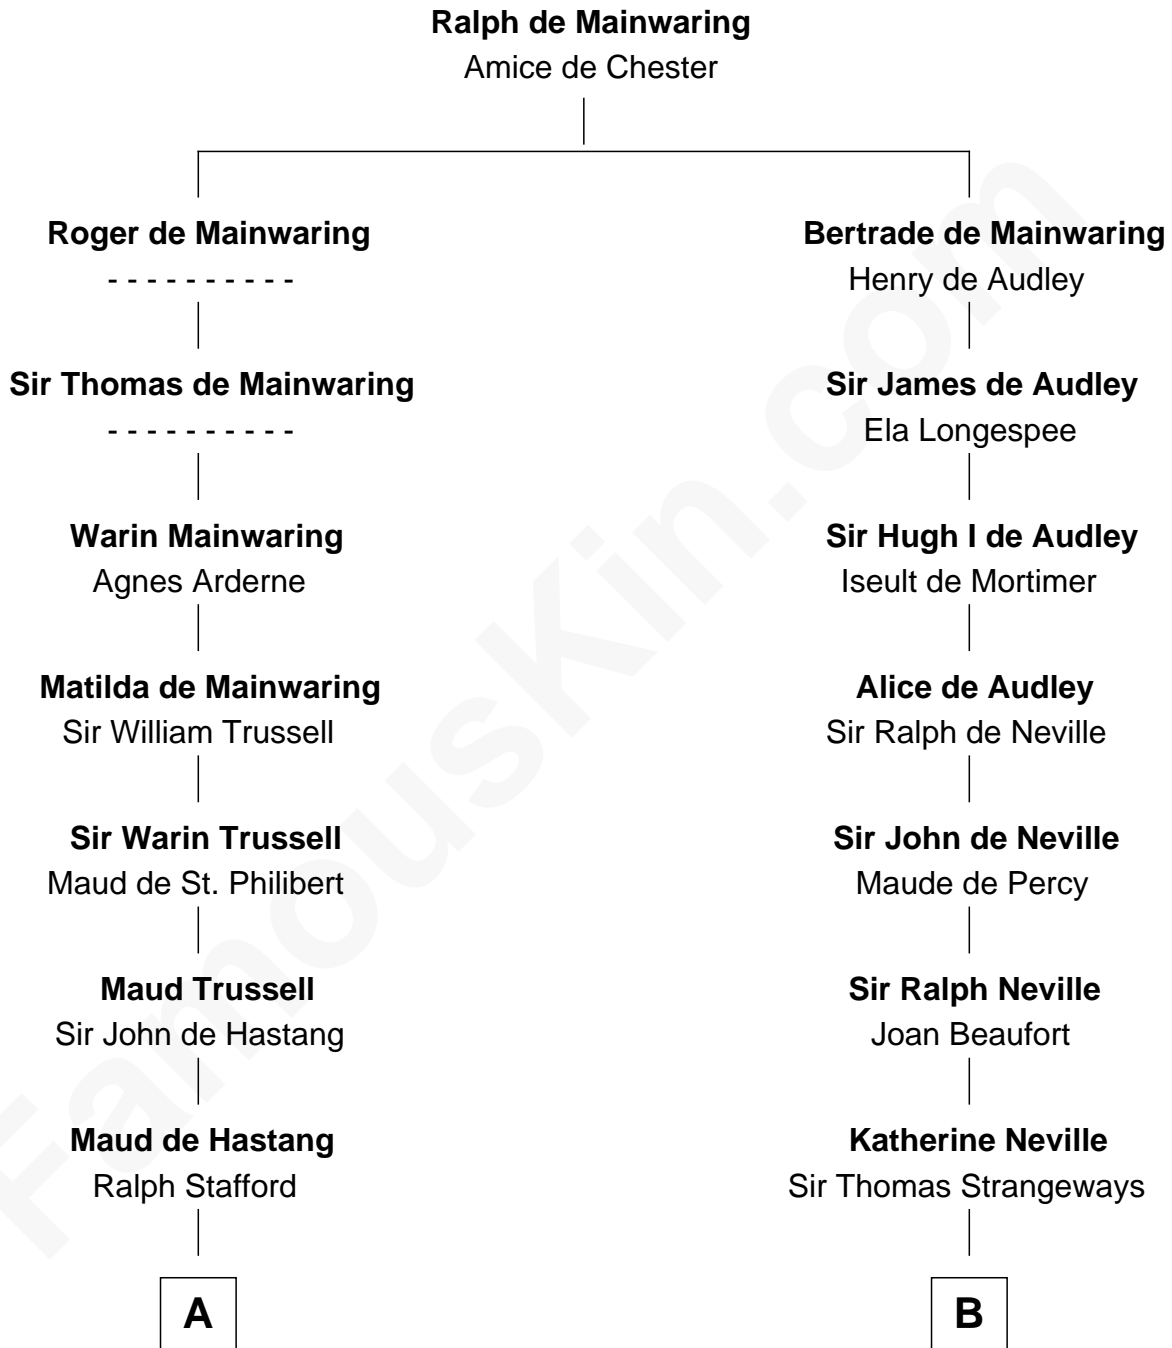 Ralph de Mainwaring
Amice de Chester
Roger de Mainwaring
- - - - - - - - - -
Sir Thomas de Mainwaring
- - - - - - - - - -
Warin Mainwaring
Agnes Arderne
Matilda de Mainwaring
Sir William Trussell
Sir Warin Trussell
Maud de St. Philibert
Maud Trussell
Sir John de Hastang
Maud de Hastang
Ralph Stafford
A
Bertrade de Mainwaring
Henry de Audley
Sir James de Audley
Ela Longespee
Sir Hugh I de Audley
Iseult de Mortimer
Alice de Audley
Sir Ralph de Neville
Sir John de Neville
Maude de Percy
Sir Ralph Neville
Joan Beaufort
Katherine Neville
Sir Thomas Strangeways
B
FamousKin.com